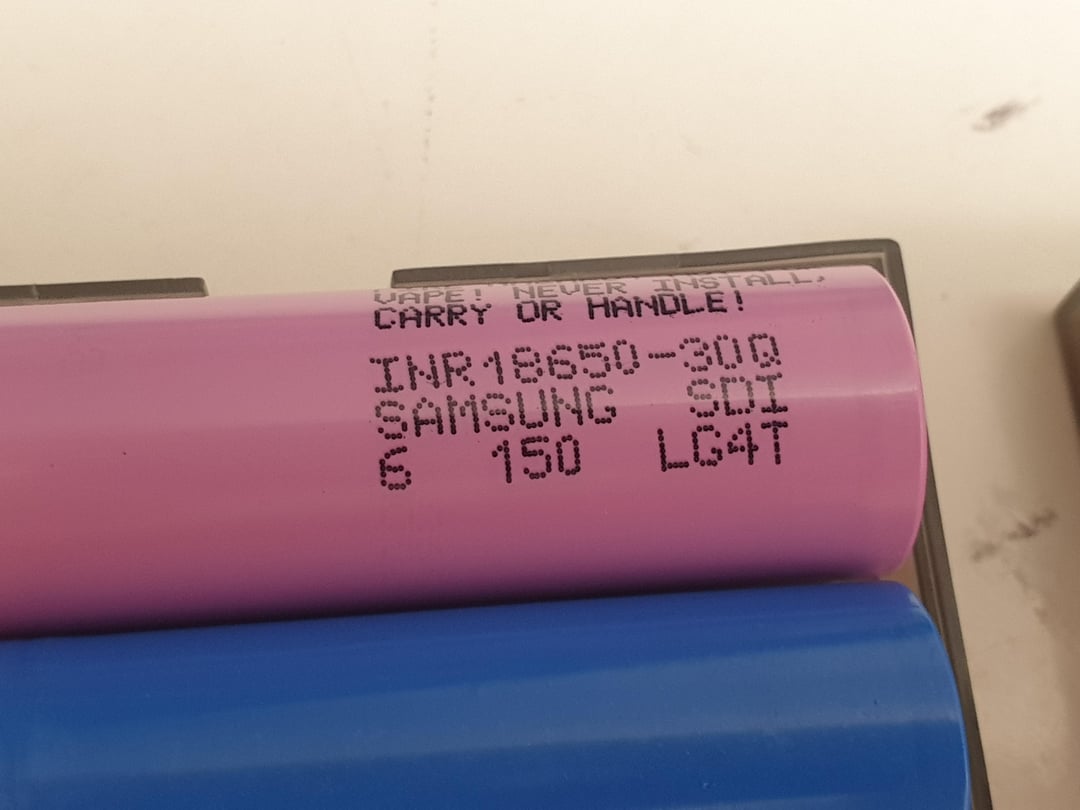 VAPE! NEVER INSTALL,
CARRY OR HANDLE!
INR18650-30Q
SAMSUNG SDI
6 150 LG4T